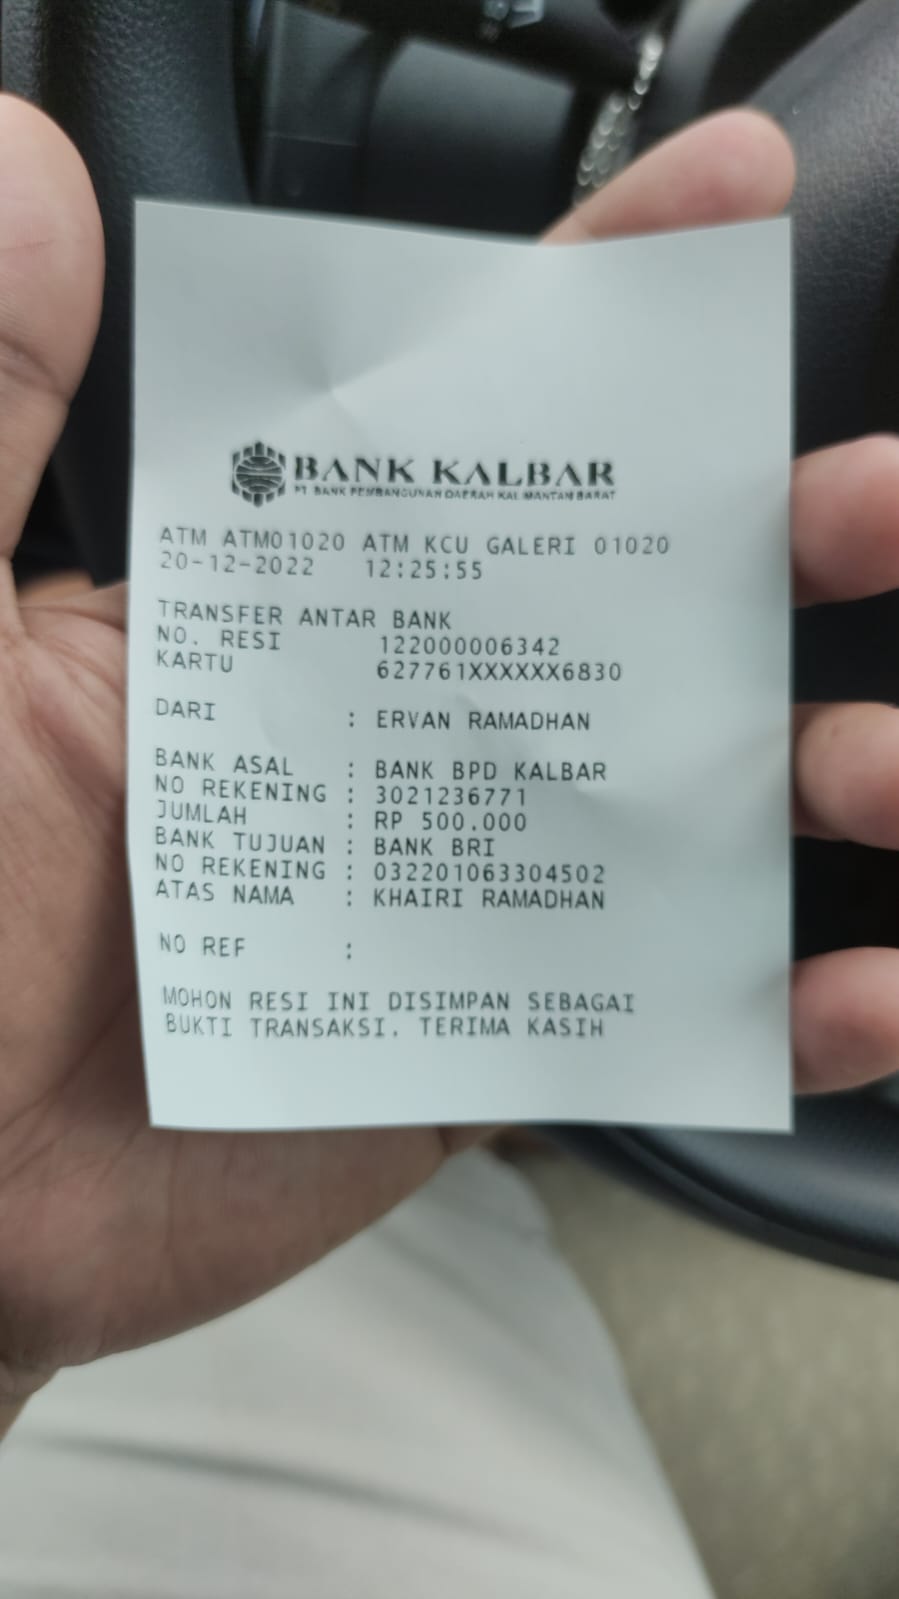 BANK KALBAR
PT. BANK PEMBANGUNAN DAERAH KALIMANTAN BARAT
ATM ATM01020 ATM KCU GALERI 01020
20-12-2022 12:25:55
TRANSFER ANTAR BANK
NO. RESI 122000006342
KARTU 627761XXXXXX6830
DARI : ERVAN RAMADHAN
BANK ASAL : BANK BPD KALBAR
NO REKENING : 3021236771
JUMLAH : RP 500.000
BANK TUJUAN : BANK BRI
NO REKENING : 032201063304502
ATAS NAMA : KHAIRI RAMADHAN
NO REF :
MOHON RESI INI DISIMPAN SEBAGAI
BUKTI TRANSAKSI. TERIMA KASIH